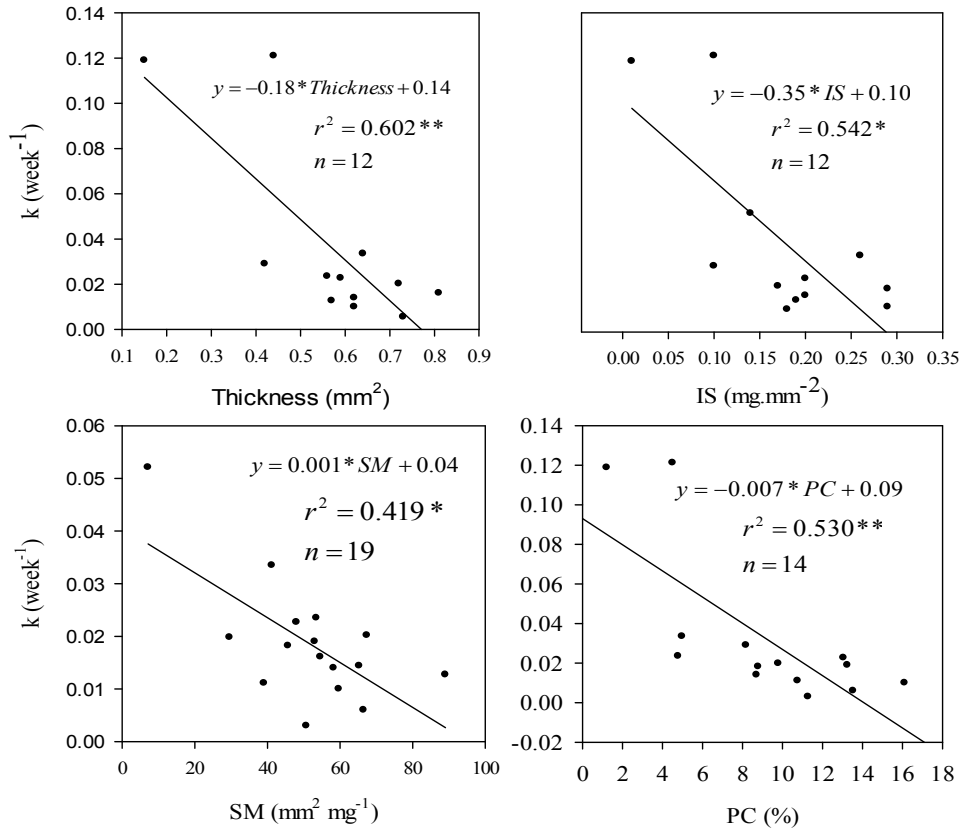 0.14
0.12
0.10
0.08
0.06
0.04
0.02
0.00
k (week⁻¹)
y = −0.18 * Thickness + 0.14
r² = 0.602 **
n = 12
0.1 0.2 0.3 0.4 0.5 0.6 0.7 0.8 0.9
Thickness (mm²)
y = −0.35 * IS + 0.10
r² = 0.542 *
n = 12
0.00 0.05 0.10 0.15 0.20 0.25 0.30 0.35
IS (mg.mm⁻²)
0.06
0.05
0.04
0.03
0.02
0.01
0.00
k (week⁻¹)
y = 0.001 * SM + 0.04
r² = 0.419 *
n = 19
0 20 40 60 80 100
SM (mm² mg⁻¹)
0.14
0.12
0.10
0.08
0.06
0.04
0.02
0.00
-0.02
y = −0.007 * PC + 0.09
r² = 0.530 **
n = 14
0 2 4 6 8 10 12 14 16 18
PC (%)